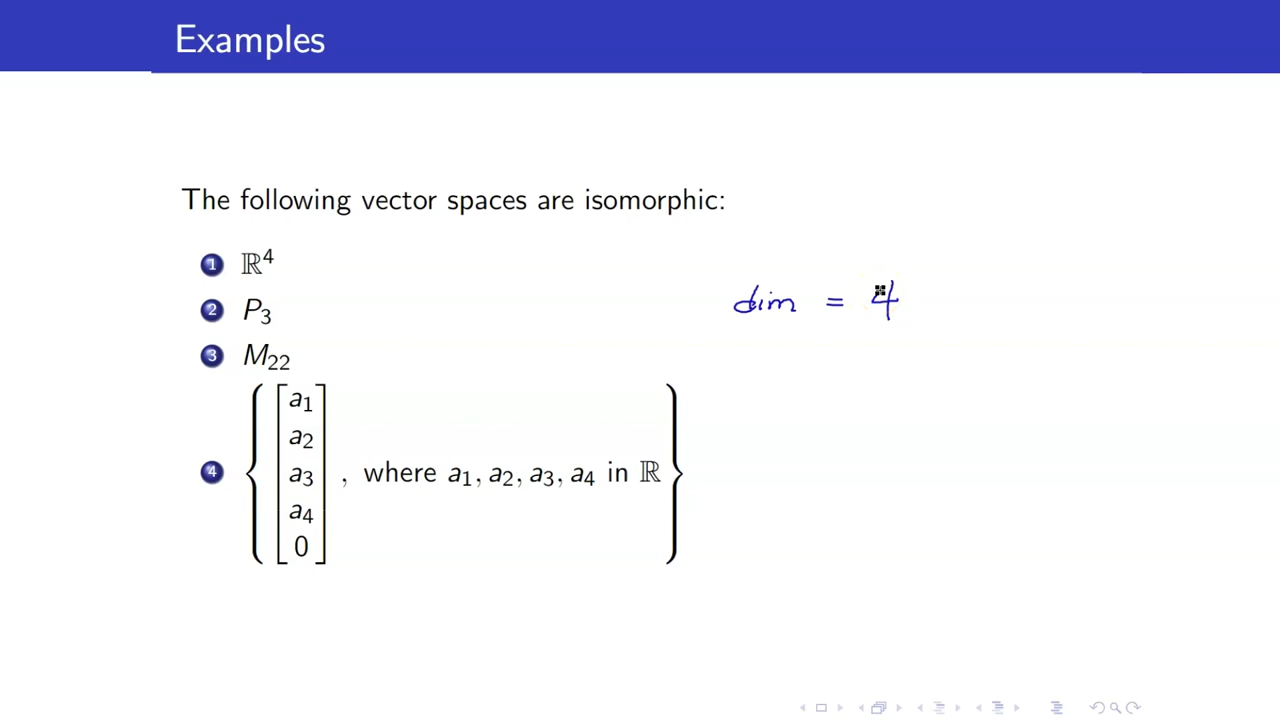 Examples
The following vector spaces are isomorphic:
1 ℝ⁴
2 P₃
dim = 4
3 M₂₂
4 { [ a₁ a₂ a₃ a₄ 0 ] , where a₁, a₂, a₃, a₄ in ℝ }